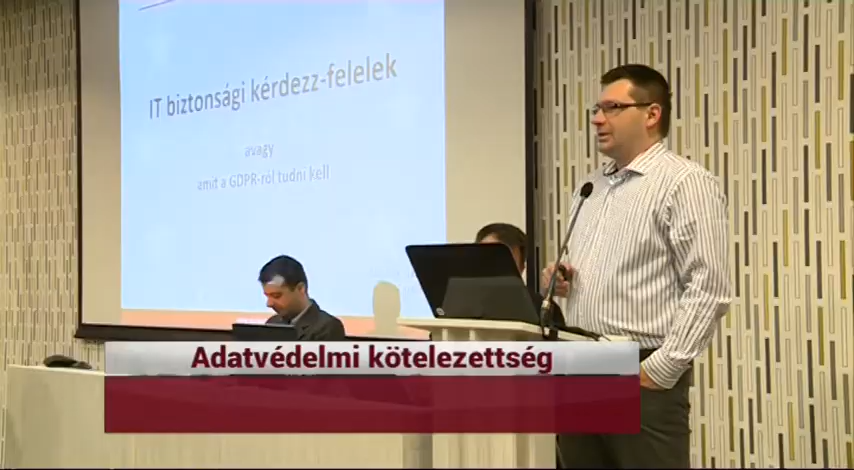 IT biztonsági kérdezz-felelek
avagy
amit a GDPR-ról tudni kell
Adatvédelmi kötelezettség